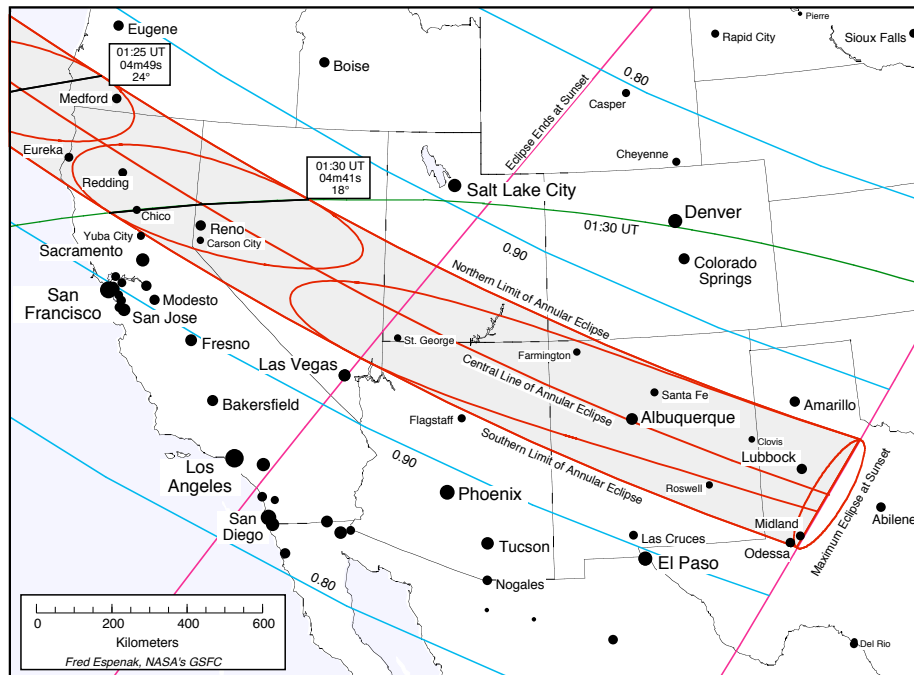 Pierre
Eugene
Rapid City
Sioux Falls
01:25 UT
04m49s
24°
Boise
0.80
Medford
Casper
Eclipse Ends at Sunset
Eureka
Cheyenne
Redding
01:30 UT
04m41s
18°
Salt Lake City
Chico
Reno
Denver
Yuba City
Carson City
01:30 UT
Sacramento
0.90
Colorado
Springs
Northern Limit of Annular Eclipse
San
Francisco
Modesto
San Jose
Fresno
St. George
Farmington
Las Vegas
Central Line of Annular Eclipse
Santa Fe
Bakersfield
Amarillo
Flagstaff
Albuquerque
Southern Limit of Annular Eclipse
Clovis
Lubbock
Los
Angeles
0.90
Roswell
Phoenix
Maximum Eclipse at Sunset
Abilene
San
Diego
Midland
Las Cruces
Odessa
Tucson
El Paso
0.80
Nogales
0 200 400 600
Kilometers
Fred Espenak, NASA's GSFC
Del Rio